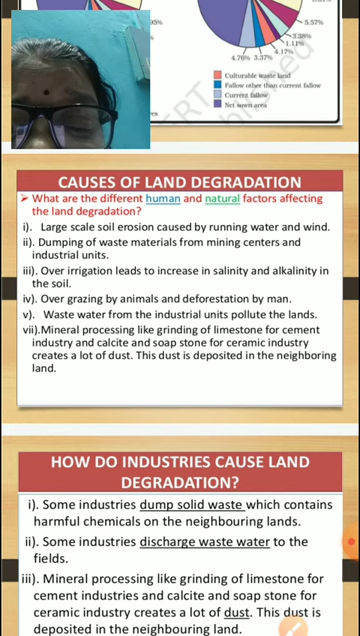 5.57%
3.38%
1.11%
4.17%
4.76% 3.37%
Culturable waste land
Fallow other than current fallow
Current fallow
Net sown area
CAUSES OF LAND DEGRADATION
➢ What are the different human and natural factors affecting
the land degradation?
i). Large scale soil erosion caused by running water and wind.
ii). Dumping of waste materials from mining centers and
industrial units.
iii). Over irrigation leads to increase in salinity and alkalinity in
the soil.
iv). Over grazing by animals and deforestation by man.
v). Waste water from the industrial units pollute the lands.
vii).Mineral processing like grinding of limestone for cement
industry and calcite and soap stone for ceramic industry
creates a lot of dust. This dust is deposited in the neighboring
land.
HOW DO INDUSTRIES CAUSE LAND
DEGRADATION?
i). Some industries dump solid waste which contains
harmful chemicals on the neighbouring lands.
ii). Some industries discharge waste water to the
fields.
iii). Mineral processing like grinding of limestone for
cement industries and calcite and soap stone for
ceramic industry creates a lot of dust. This dust is
deposited in the neighbouring land.